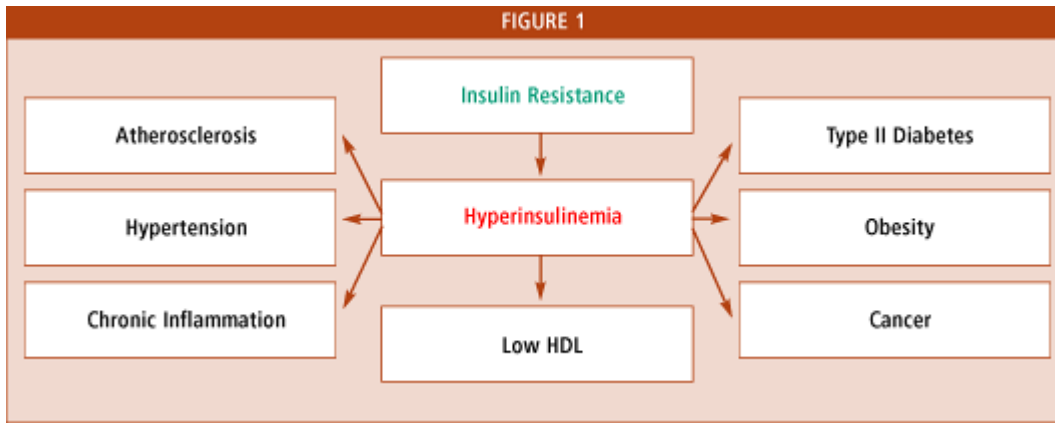 FIGURE 1
Insulin Resistance
Atherosclerosis
Type II Diabetes
Hyperinsulinemia
Hypertension
Obesity
Chronic Inflammation
Cancer
Low HDL